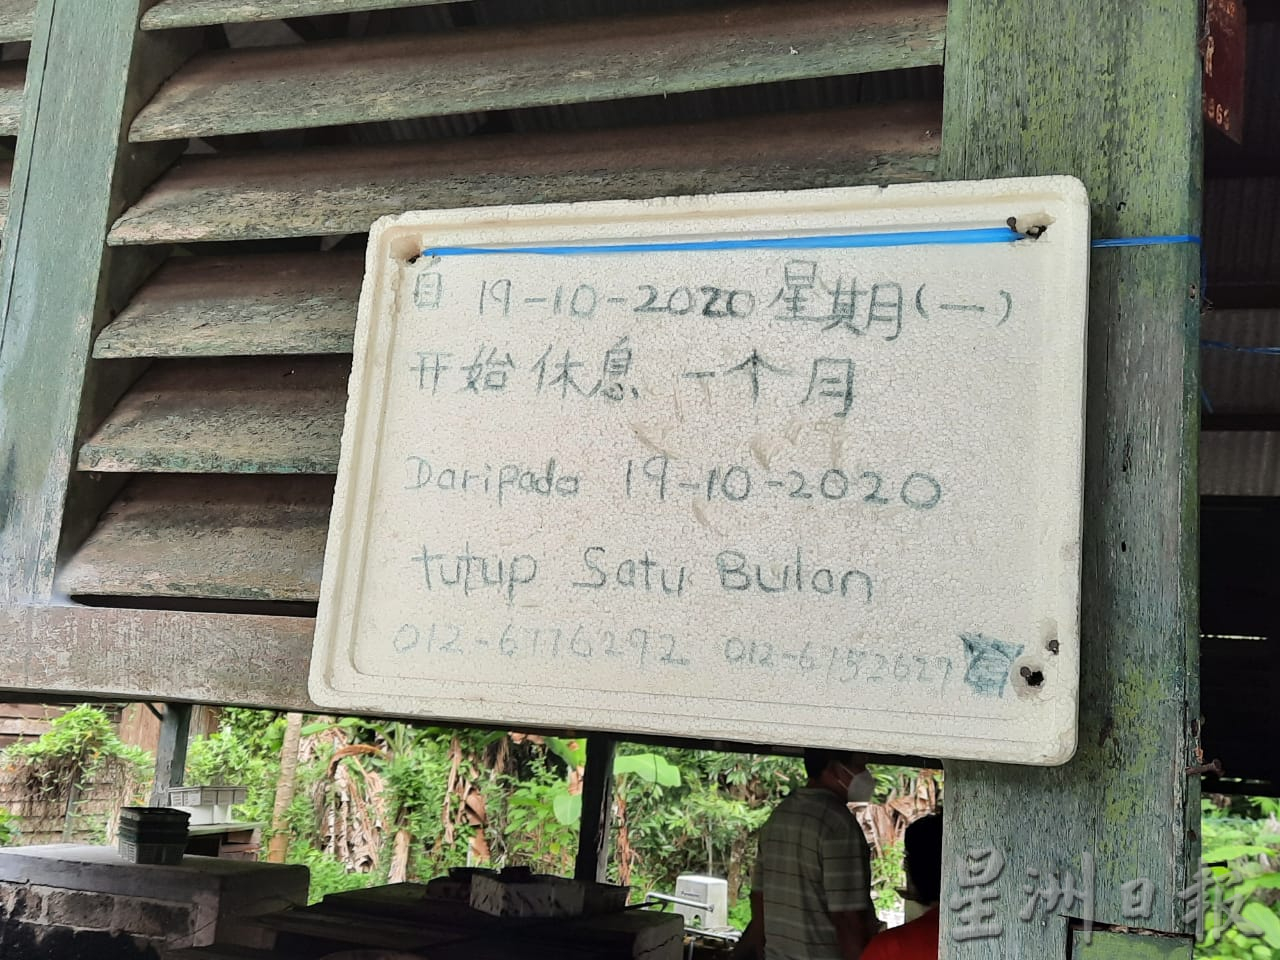 自 19-10-2020 星期(一)
开始休息 一个月
Daripada 19-10-2020
tutup Satu Bulan
012-6776292 012-6152627
星洲日报